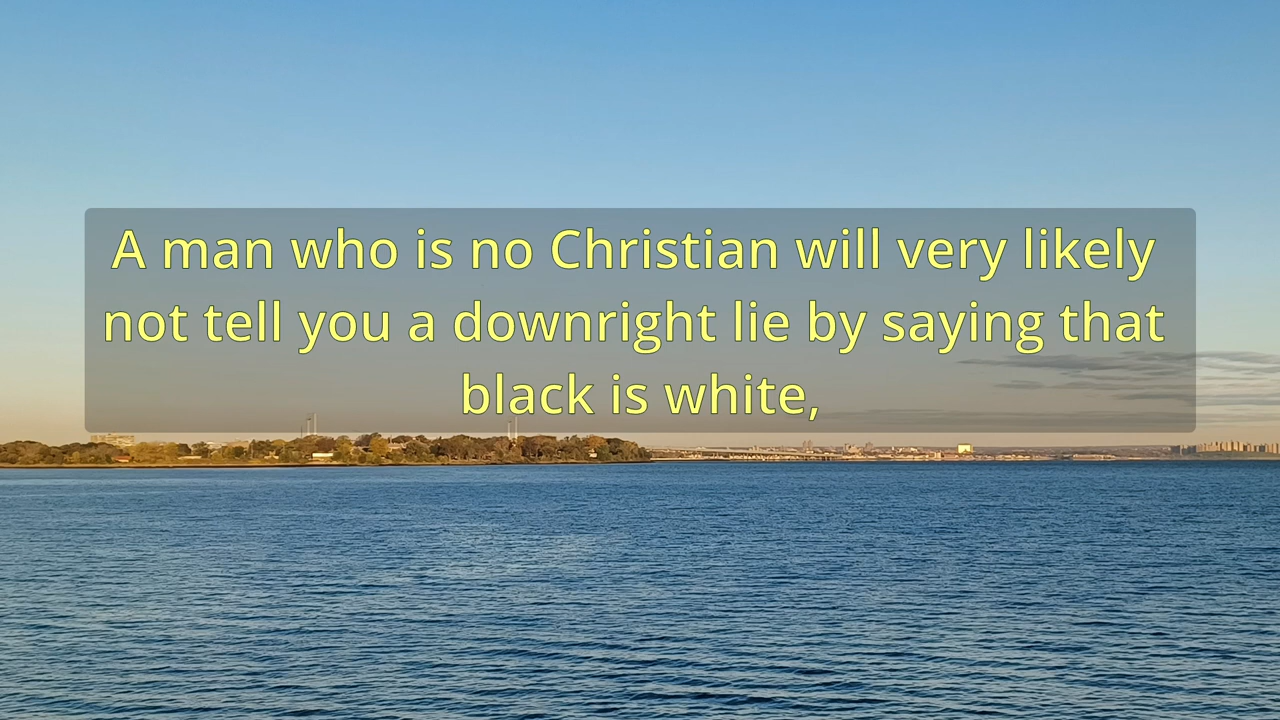 A man who is no Christian will very likely
not tell you a downright lie by saying that
black is white,